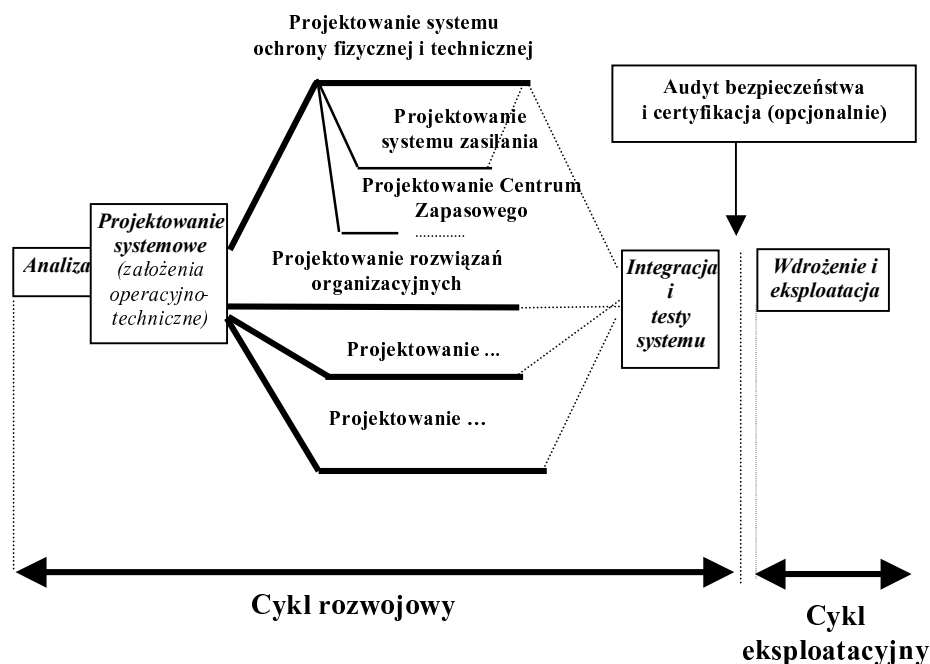 Projektowanie systemu
ochrony fizycznej i technicznej
Audyt bezpieczeństwa
i certyfikacja (opcjonalnie)
Projektowanie
systemu zasilania
Projektowanie Centrum
Zapasowego
Analiza
Projektowanie
systemowe
(założenia
operacyjno-
techniczne)
Projektowanie rozwiązań
organizacyjnych
Projektowanie ...
Projektowanie ...
Integracja
i
testy
systemu
Wdrożenie i
eksploatacja
Cykl rozwojowy
Cykl
eksploatacyjny